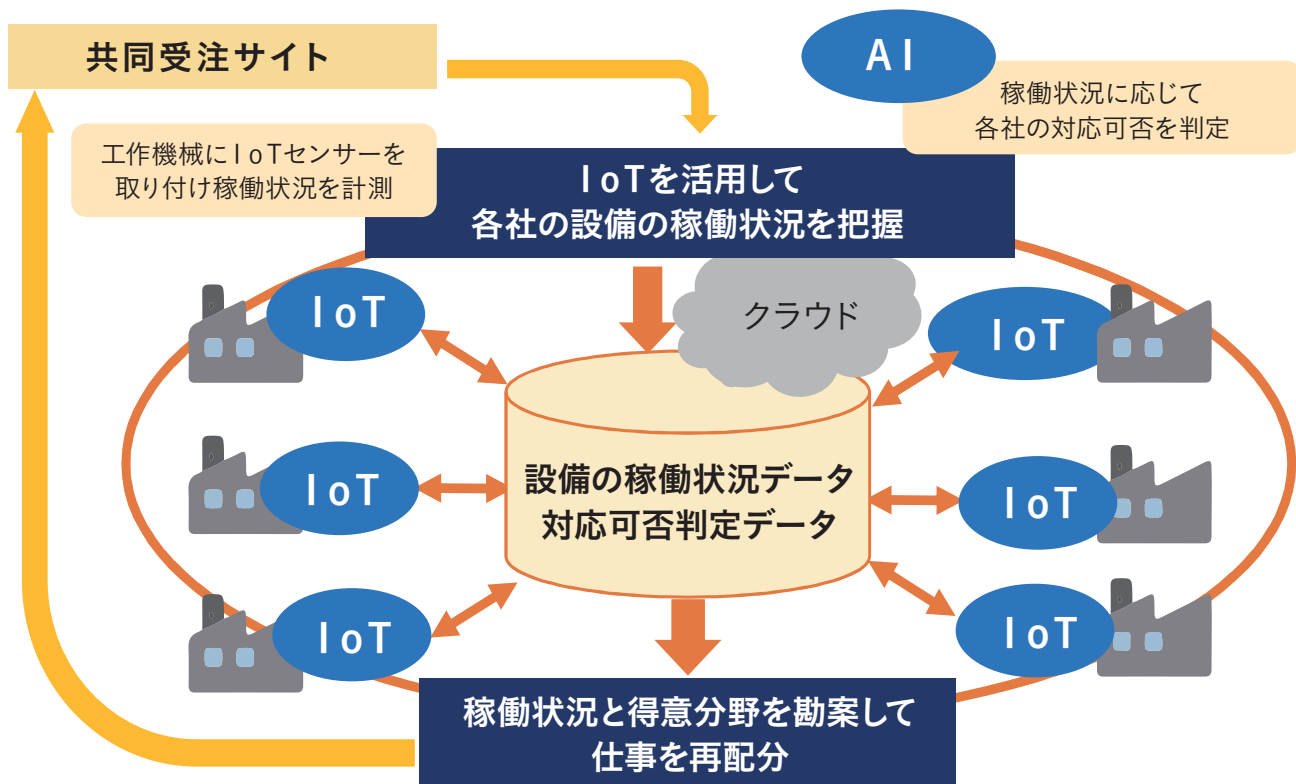 共同受注サイト
AI
稼働状況に応じて
各社の対応可否を判定
工作機械にIoTセンサーを
取り付け稼働状況を計測
IoTを活用して
各社の設備の稼働状況を把握
クラウド
IoT
IoT
設備の稼働状況データ
対応可否判定データ
IoT
IoT
IoT
IoT
稼働状況と得意分野を勘案して
仕事を再配分